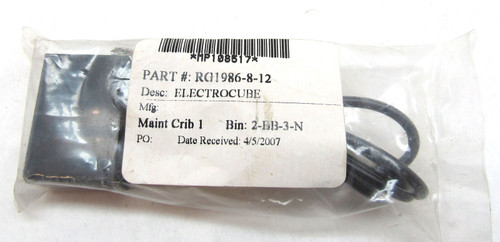 *MP108517*
PART #: RG1986-8-12
Desc: ELECTROCUBE
Mfg:
Maint Crib 1 Bin: 2-BB-3-N
PO: Date Received: 4/5/2007